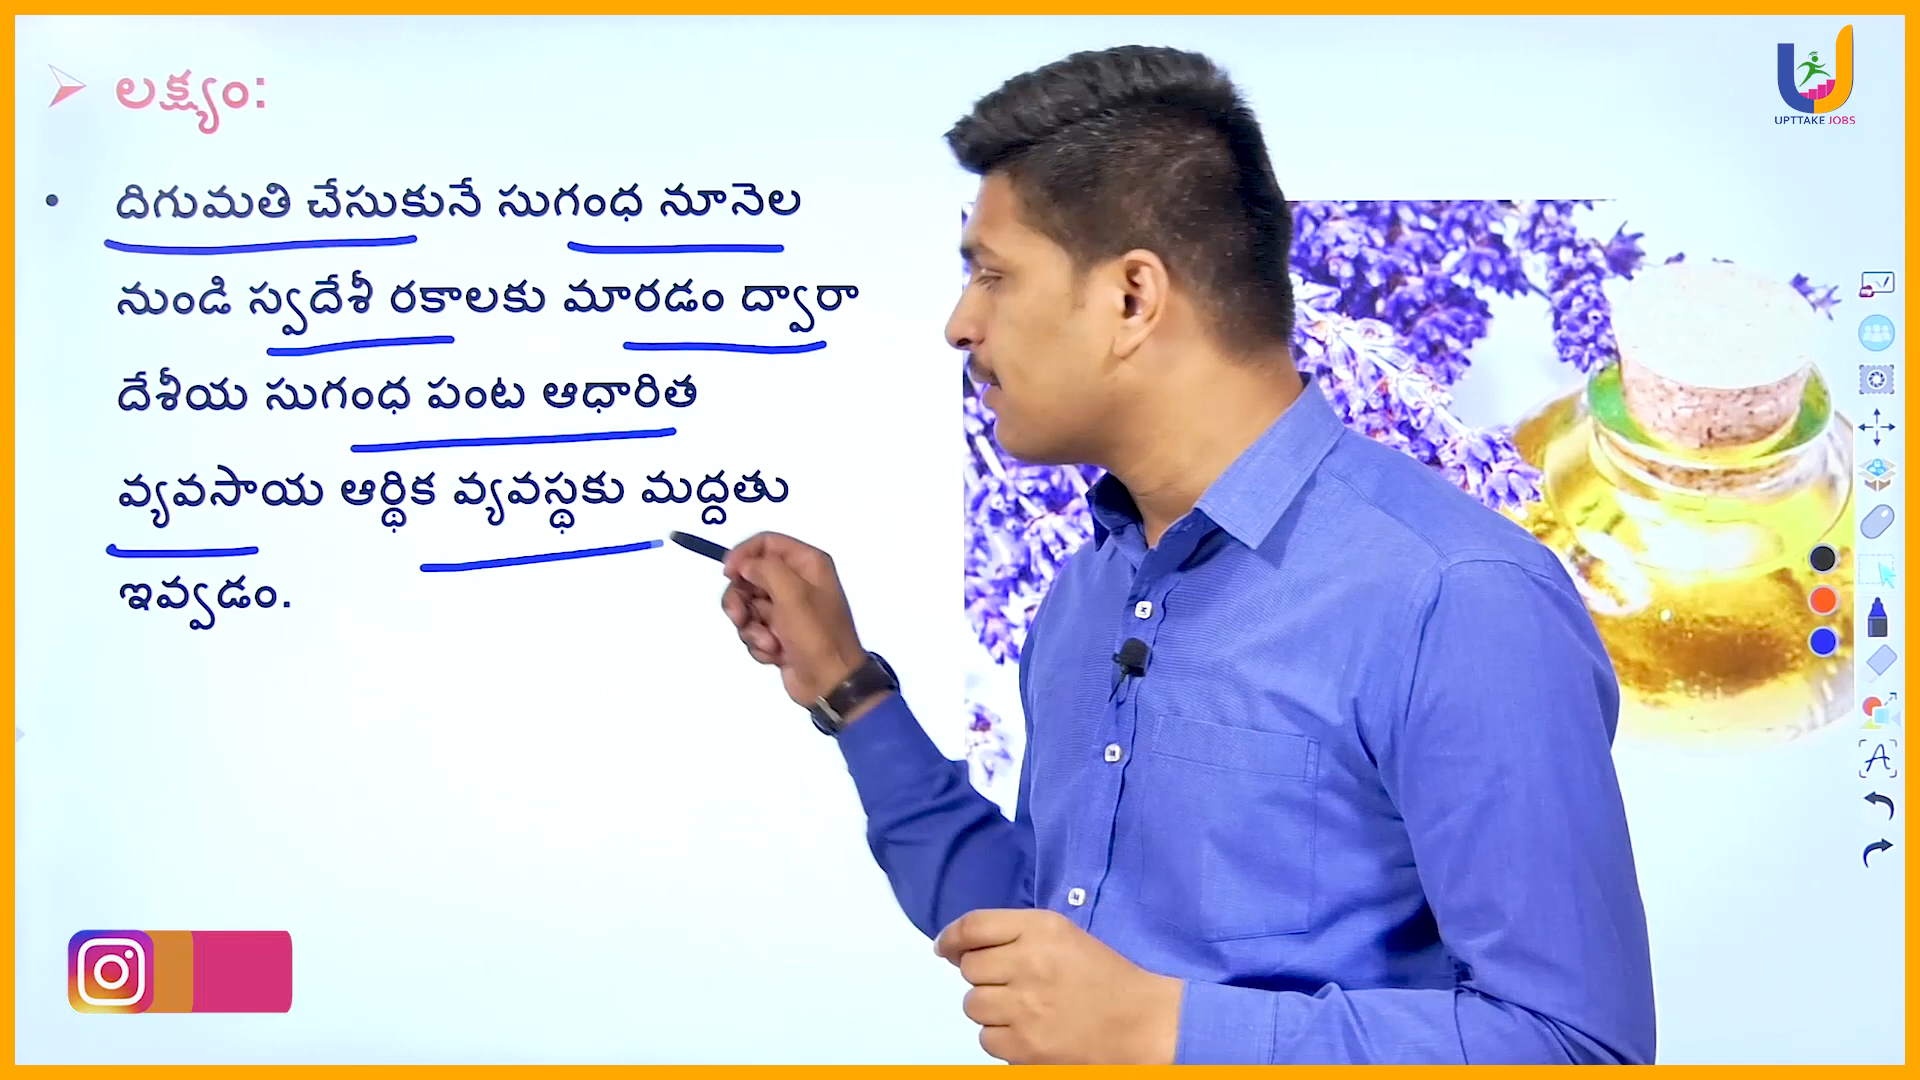 లక్ష్యం:
UPTTAKE JOBS
• దిగుమతి చేసుకునే సుగంధ నూనెల
నుండి స్వదేశీ రకాలకు మారడం ద్వారా
దేశీయ సుగంధ పంట ఆధారిత
వ్యవసాయ ఆర్థిక వ్యవస్థకు మద్దతు
ఇవ్వడం.
A